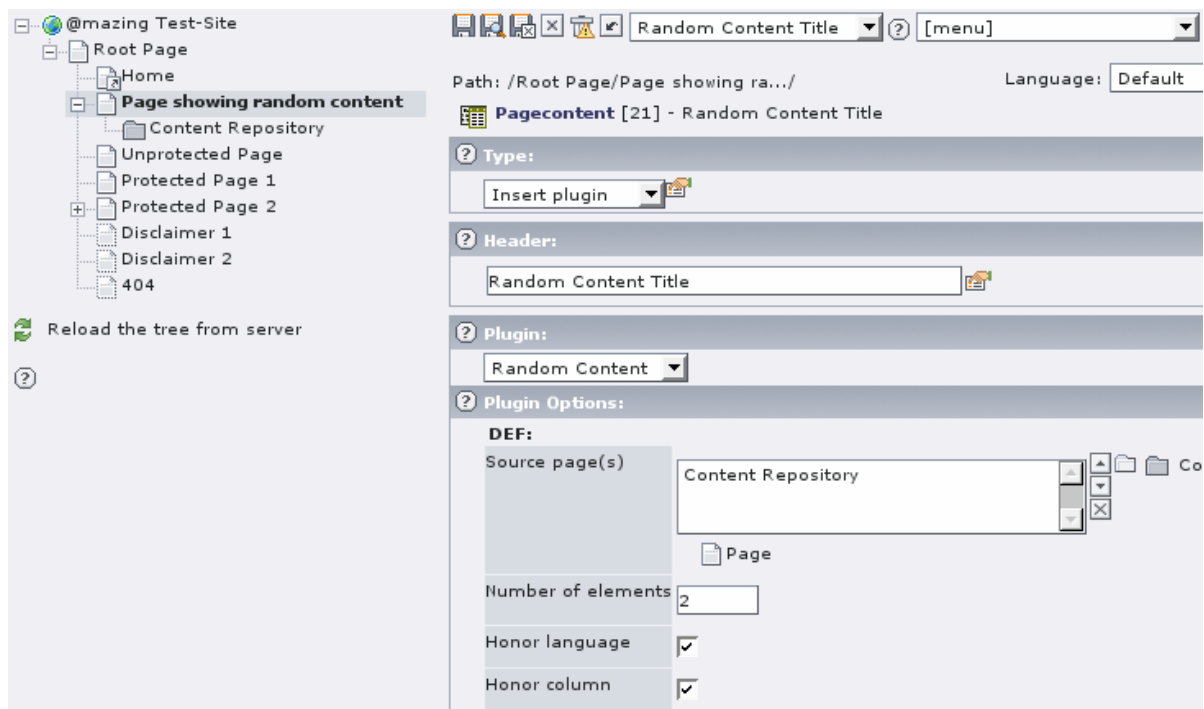 @mazing Test-Site
Root Page
Home
Page showing random content
Content Repository
Unprotected Page
Protected Page 1
Protected Page 2
Disclaimer 1
Disclaimer 2
404
Reload the tree from server
?
Random Content Title
?
[menu]
Path: /Root Page/Page showing ra.../
Language: Default
Pagecontent [21] - Random Content Title
? Type:
Insert plugin
? Header:
Random Content Title
? Plugin:
Random Content
? Plugin Options:
DEF:
Source page(s)
Content Repository
Co
Page
Number of elements
2
Honor language
Honor column